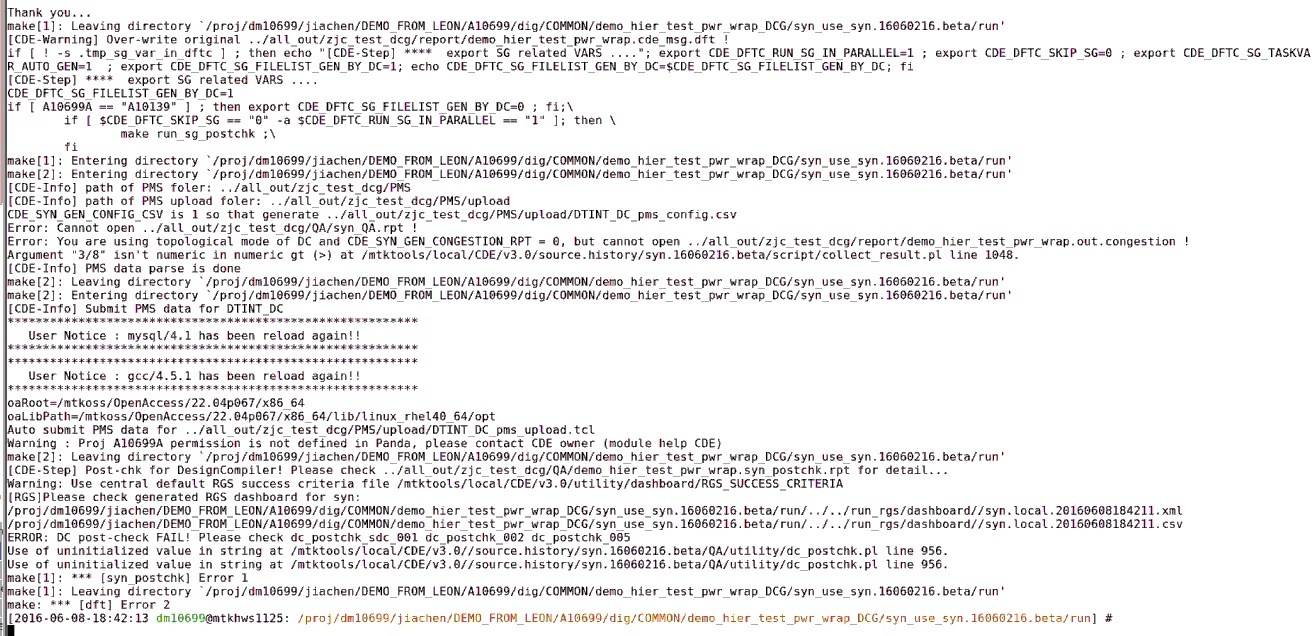 Thank you...
make[1]: Leaving directory `/proj/dm10699/jiachen/DEMO_FROM_LEON/A10699/dig/COMMON/demo_hier_test_pwr_wrap_DCG/syn_use_syn.16060216.beta/run'
[CDE-Warning] Over-write original ../all_out/zjc_test_dcg/report/demo_hier_test_pwr_wrap.cde_msg.dft !
if [ ! -s .tmp_sg_var_in_dftc ] ; then echo "[CDE-Step] ****  export SG related VARS ...."; export CDE_DFTC_RUN_SG_IN_PARALLEL=1 ; export CDE_DFTC_SKIP_SG=0 ; export CDE_DFTC_SG_TASKVA
R_AUTO_GEN=1  ; export CDE_DFTC_SG_FILELIST_GEN_BY_DC=1; echo CDE_DFTC_SG_FILELIST_GEN_BY_DC=$CDE_DFTC_SG_FILELIST_GEN_BY_DC; fi
[CDE-Step] ****  export SG related VARS ....
CDE_DFTC_SG_FILELIST_GEN_BY_DC=1
if [ A10699A == "A10139" ] ; then export CDE_DFTC_SG_FILELIST_GEN_BY_DC=0 ; fi;\
if [ $CDE_DFTC_SKIP_SG == "0" -a $CDE_DFTC_RUN_SG_IN_PARALLEL == "1" ]; then \
make run_sg_postchk ;\
fi
make[1]: Entering directory `/proj/dm10699/jiachen/DEMO_FROM_LEON/A10699/dig/COMMON/demo_hier_test_pwr_wrap_DCG/syn_use_syn.16060216.beta/run'
make[2]: Entering directory `/proj/dm10699/jiachen/DEMO_FROM_LEON/A10699/dig/COMMON/demo_hier_test_pwr_wrap_DCG/syn_use_syn.16060216.beta/run'
[CDE-Info] path of PMS foler: ../all_out/zjc_test_dcg/PMS
[CDE-Info] path of PMS upload foler: ../all_out/zjc_test_dcg/PMS/upload
CDE_SYN_GEN_CONFIG_CSV is 1 so that generate ../all_out/zjc_test_dcg/PMS/upload/DTINT_DC_pms_config.csv
Error: Cannot open ../all_out/zjc_test_dcg/QA/syn_QA.rpt !
Error: You are using topological mode of DC and CDE_SYN_GEN_CONGESTION_RPT = 0, but cannot open ../all_out/zjc_test_dcg/report/demo_hier_test_pwr_wrap.out.congestion !
Argument "3/8" isn't numeric in numeric gt (>) at /mtktools/local/CDE/v3.0/source.history/syn.16060216.beta/script/collect_result.pl line 1048.
[CDE-Info] PMS data parse is done
make[2]: Leaving directory `/proj/dm10699/jiachen/DEMO_FROM_LEON/A10699/dig/COMMON/demo_hier_test_pwr_wrap_DCG/syn_use_syn.16060216.beta/run'
make[2]: Entering directory `/proj/dm10699/jiachen/DEMO_FROM_LEON/A10699/dig/COMMON/demo_hier_test_pwr_wrap_DCG/syn_use_syn.16060216.beta/run'
[CDE-Info] Submit PMS data for DTINT_DC
**************************************************************
User Notice : mysql/4.1 has been reload again!!
**************************************************************
**************************************************************
User Notice : gcc/4.5.1 has been reload again!!
**************************************************************
oaRoot=/mtkoss/OpenAccess/22.04p067/x86_64
oaLibPath=/mtkoss/OpenAccess/22.04p067/x86_64/lib/linux_rhel40_64/opt
Auto submit PMS data for ../all_out/zjc_test_dcg/PMS/upload/DTINT_DC_pms_upload.tcl
Warning : Proj A10699A permission is not defined in Panda, please contact CDE owner (module help CDE)
make[2]: Leaving directory `/proj/dm10699/jiachen/DEMO_FROM_LEON/A10699/dig/COMMON/demo_hier_test_pwr_wrap_DCG/syn_use_syn.16060216.beta/run'
[CDE-Step] Post-chk for DesignCompiler! Please check ../all_out/zjc_test_dcg/QA/demo_hier_test_pwr_wrap.syn_postchk.rpt for detail...
Warning: Use central default RGS success criteria file /mtktools/local/CDE/v3.0/utility/dashboard/RGS_SUCCESS_CRITERIA
[RGS]Please check generated RGS dashboard for syn:
/proj/dm10699/jiachen/DEMO_FROM_LEON/A10699/dig/COMMON/demo_hier_test_pwr_wrap_DCG/syn_use_syn.16060216.beta/run/../../run_rgs/dashboard//syn.local.20160608184211.xml
/proj/dm10699/jiachen/DEMO_FROM_LEON/A10699/dig/COMMON/demo_hier_test_pwr_wrap_DCG/syn_use_syn.16060216.beta/run/../../run_rgs/dashboard//syn.local.20160608184211.csv
ERROR: DC post-check FAIL! Please check dc_postchk_sdc_001 dc_postchk_002 dc_postchk_005
Use of uninitialized value in string at /mtktools/local/CDE/v3.0//source.history/syn.16060216.beta/QA/utility/dc_postchk.pl line 956.
Use of uninitialized value in string at /mtktools/local/CDE/v3.0//source.history/syn.16060216.beta/QA/utility/dc_postchk.pl line 956.
make[1]: *** [syn_postchk] Error 1
make[1]: Leaving directory `/proj/dm10699/jiachen/DEMO_FROM_LEON/A10699/dig/COMMON/demo_hier_test_pwr_wrap_DCG/syn_use_syn.16060216.beta/run'
make: *** [dft] Error 2
[2016-06-08-18:42:13 dm10699@mtkhws1125: /proj/dm10699/jiachen/DEMO_FROM_LEON/A10699/dig/COMMON/demo_hier_test_pwr_wrap_DCG/syn_use_syn.16060216.beta/run] #